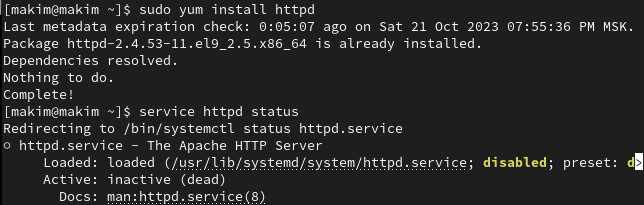 [makim@makim ~]$ sudo yum install httpd
Last metadata expiration check: 0:05:07 ago on Sat 21 Oct 2023 07:55:36 PM MSK.
Package httpd-2.4.53-11.el9_2.5.x86_64 is already installed.
Dependencies resolved.
Nothing to do.
Complete!
[makim@makim ~]$ service httpd status
Redirecting to /bin/systemctl status httpd.service
○ httpd.service - The Apache HTTP Server
     Loaded: loaded (/usr/lib/systemd/system/httpd.service; disabled; preset: d>
     Active: inactive (dead)
       Docs: man:httpd.service(8)